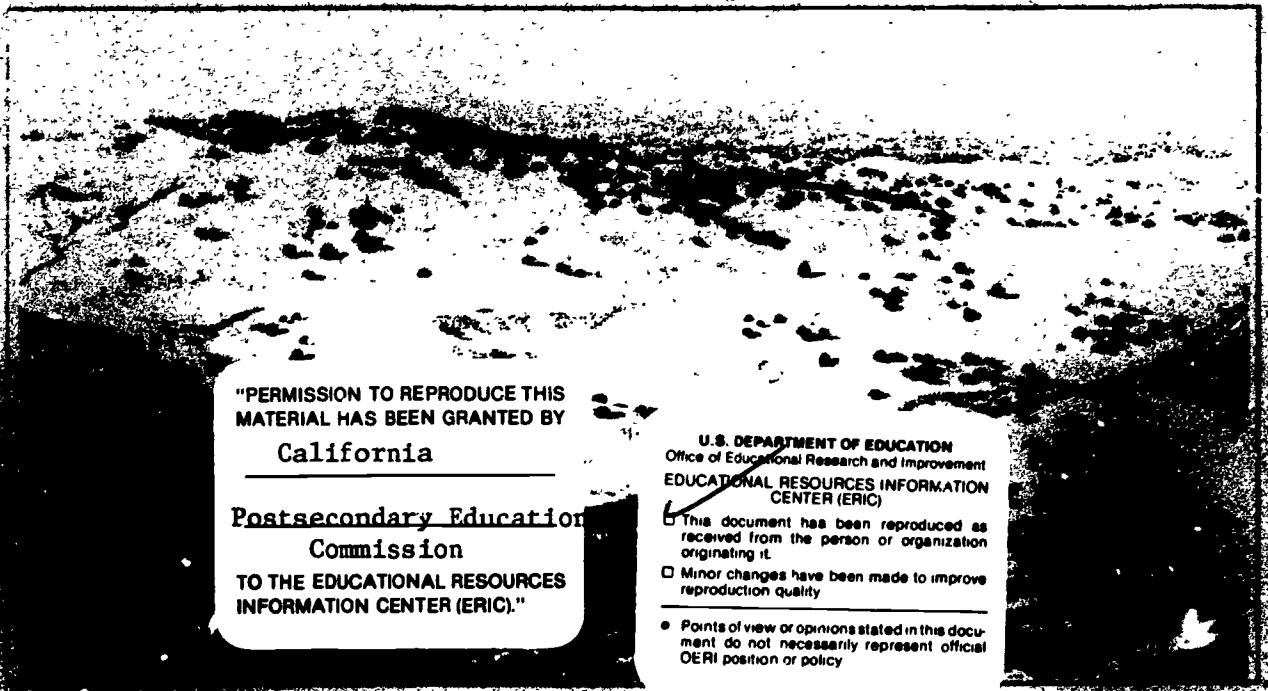 "PERMISSION TO REPRODUCE THIS
MATERIAL HAS BEEN GRANTED BY
California
Postsecondary Education
Commission
TO THE EDUCATIONAL RESOURCES
INFORMATION CENTER (ERIC)."
U.S. DEPARTMENT OF EDUCATION
Office of Educational Research and Improvement
EDUCATIONAL RESOURCES INFORMATION
CENTER (ERIC)
This document has been reproduced as
received from the person or organization
originating it.
Minor changes have been made to improve
reproduction quality
Points of view or opinions stated in this docu-
ment do not necessarily represent official
OERI position or policy